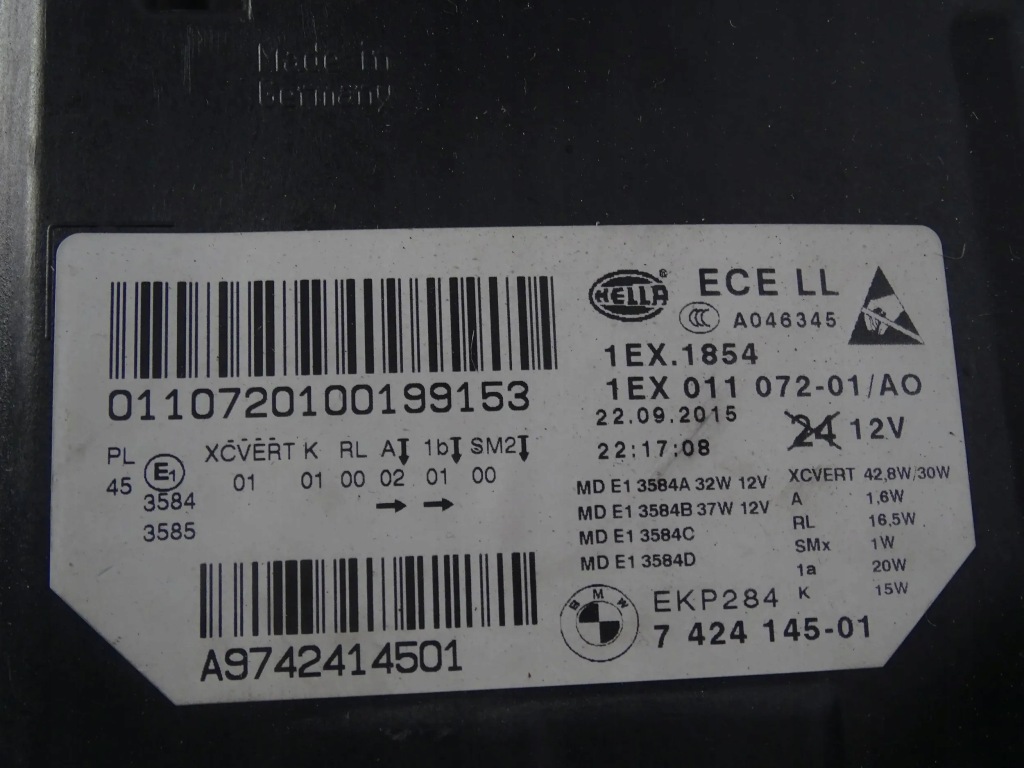 Made in
Germany
HELLA ® ECE LL
CCC A046345
1EX.1854
0110720100199153
1EX 011 072-01/AO
22.09.2015
24 12V
22:17:08
PL E1 XCVERT K RL A 1b SM2
45 01 01 00 02 01 00
3584
3585
MD E1 3584A 32W 12V
MD E1 3584B 37W 12V
MD E1 3584C
MD E1 3584D
XCVERT 42,8W/30W
A 1.6W
RL 16,5W
SMx 1W
1a 20W
K 15W
BMW EKP284
7 424 145-01
A9742414501